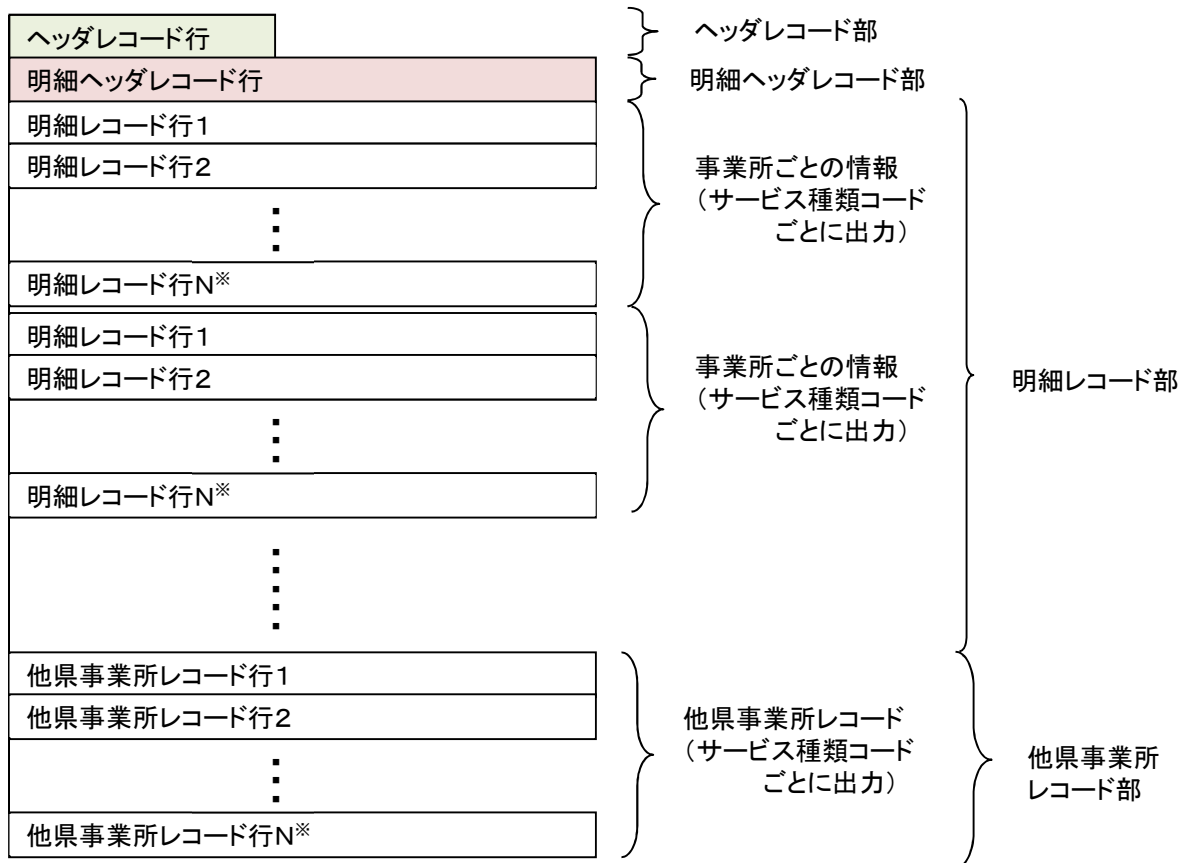 ヘッダレコード行
ヘッダレコード部
明細ヘッダレコード行
明細ヘッダレコード部
明細レコード行1
明細レコード行2
明細レコード行N※
事業所ごとの情報
（サービス種類コード
ごとに出力）
明細レコード行1
明細レコード行2
明細レコード行N※
事業所ごとの情報
（サービス種類コード
ごとに出力）
明細レコード部
他県事業所レコード行1
他県事業所レコード行2
他県事業所レコード行N※
他県事業所レコード
（サービス種類コード
ごとに出力）
他県事業所
レコード部